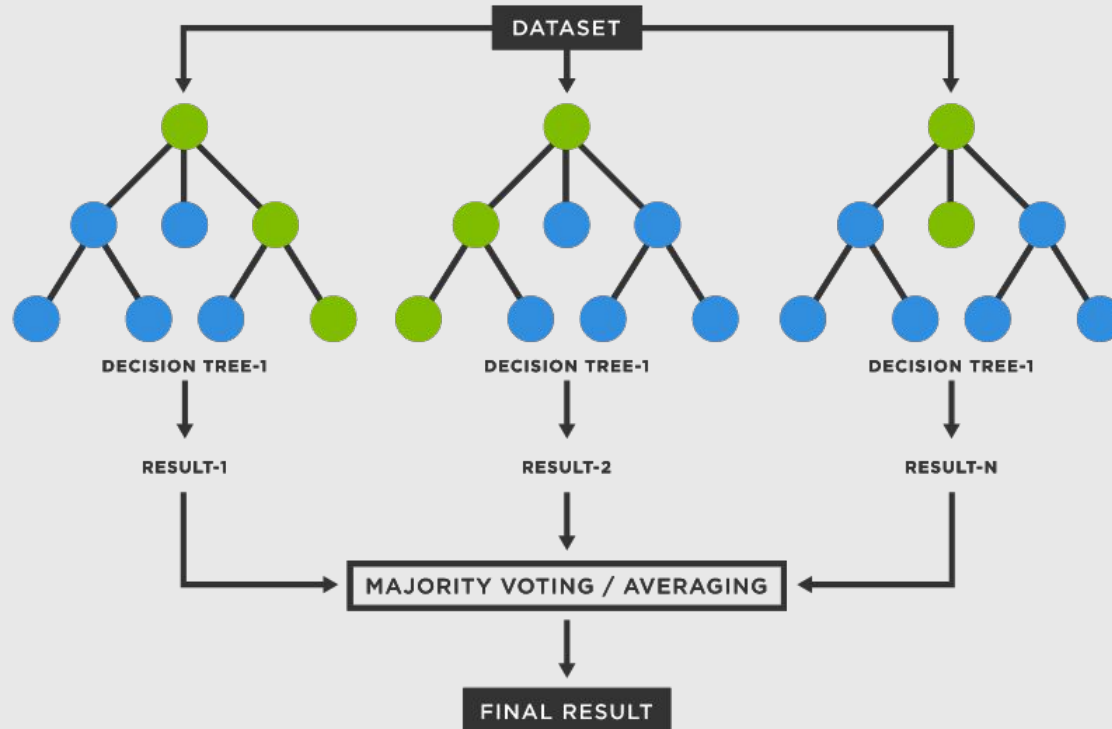 DATASET
DECISION TREE-1
DECISION TREE-1
DECISION TREE-1
RESULT-1
RESULT-2
RESULT-N
MAJORITY VOTING / AVERAGING
FINAL RESULT